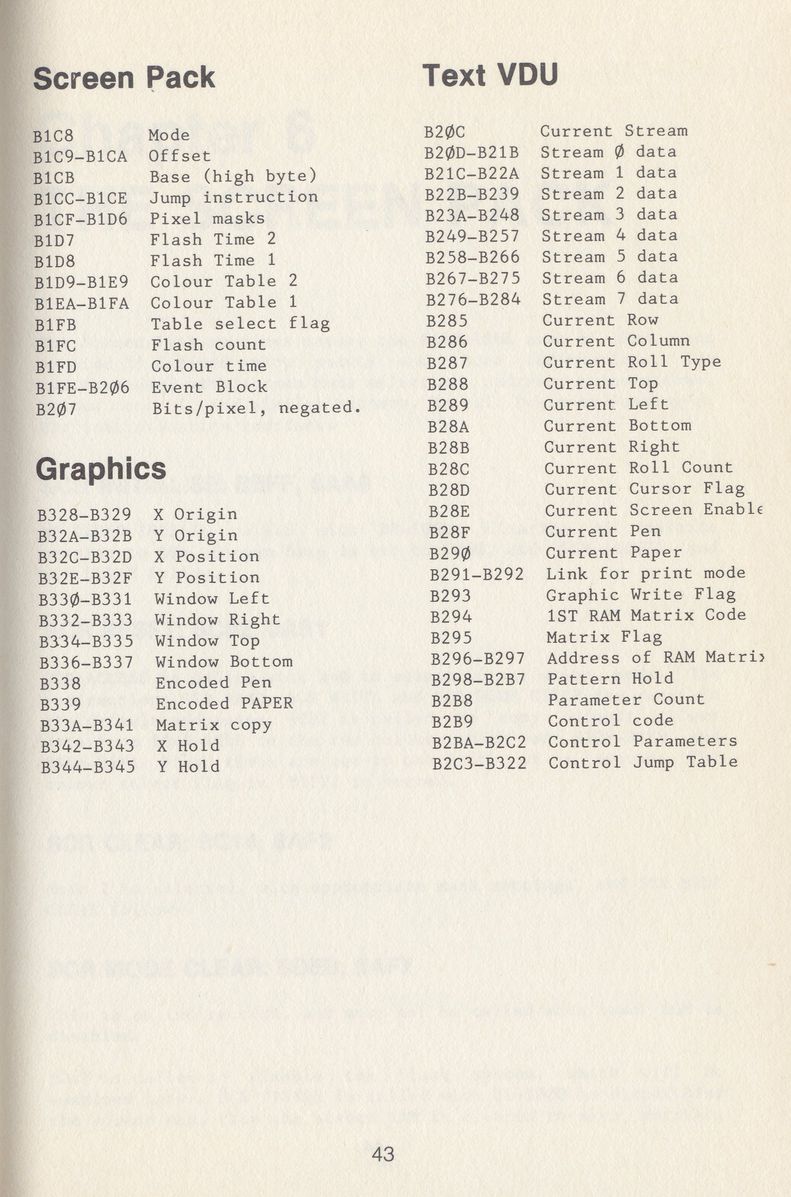 Screen Pack
B1C8 Mode
B1C9-B1CA Offset
B1CB Base (high byte)
B1CC-B1CE Jump instruction
B1CF-B1D6 Pixel masks
B1D7 Flash Time 2
B1D8 Flash Time 1
B1D9-B1E9 Colour Table 2
B1EA-B1FA Colour Table 1
B1FB Table select flag
B1FC Flash count
B1FD Colour time
B1FE-B2Ø6 Event Block
B2Ø7 Bits/pixel, negated.
Graphics
B328-B329 X Origin
B32A-B32B Y Origin
B32C-B32D X Position
B32E-B32F Y Position
B33Ø-B331 Window Left
B332-B333 Window Right
B334-B335 Window Top
B336-B337 Window Bottom
B338 Encoded Pen
B339 Encoded PAPER
B33A-B341 Matrix copy
B342-B343 X Hold
B344-B345 Y Hold
Text VDU
B2ØC Current Stream
B2ØD-B21B Stream Ø data
B21C-B22A Stream 1 data
B22B-B239 Stream 2 data
B23A-B248 Stream 3 data
B249-B257 Stream 4 data
B258-B266 Stream 5 data
B267-B275 Stream 6 data
B276-B284 Stream 7 data
B285 Current Row
B286 Current Column
B287 Current Roll Type
B288 Current Top
B289 Current Left
B28A Current Bottom
B28B Current Right
B28C Current Roll Count
B28D Current Cursor Flag
B28E Current Screen Enable
B28F Current Pen
B29Ø Current Paper
B291-B292 Link for print mode
B293 Graphic Write Flag
B294 1ST RAM Matrix Code
B295 Matrix Flag
B296-B297 Address of RAM Matrix
B298-B2B7 Pattern Hold
B2B8 Parameter Count
B2B9 Control code
B2BA-B2C2 Control Parameters
B2C3-B322 Control Jump Table
43